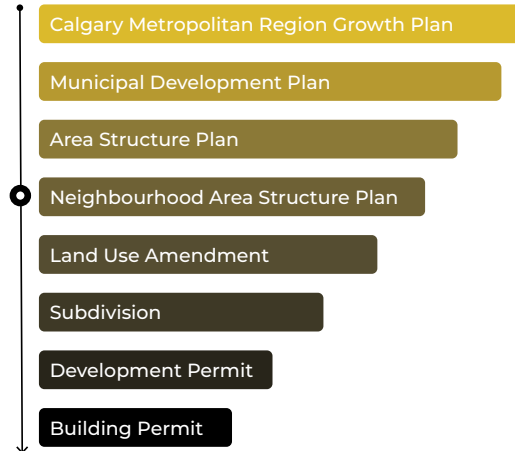 Calgary Metropolitan Region Growth Plan
Municipal Development Plan
Area Structure Plan
Neighbourhood Area Structure Plan
Land Use Amendment
Subdivision
Development Permit
Building Permit